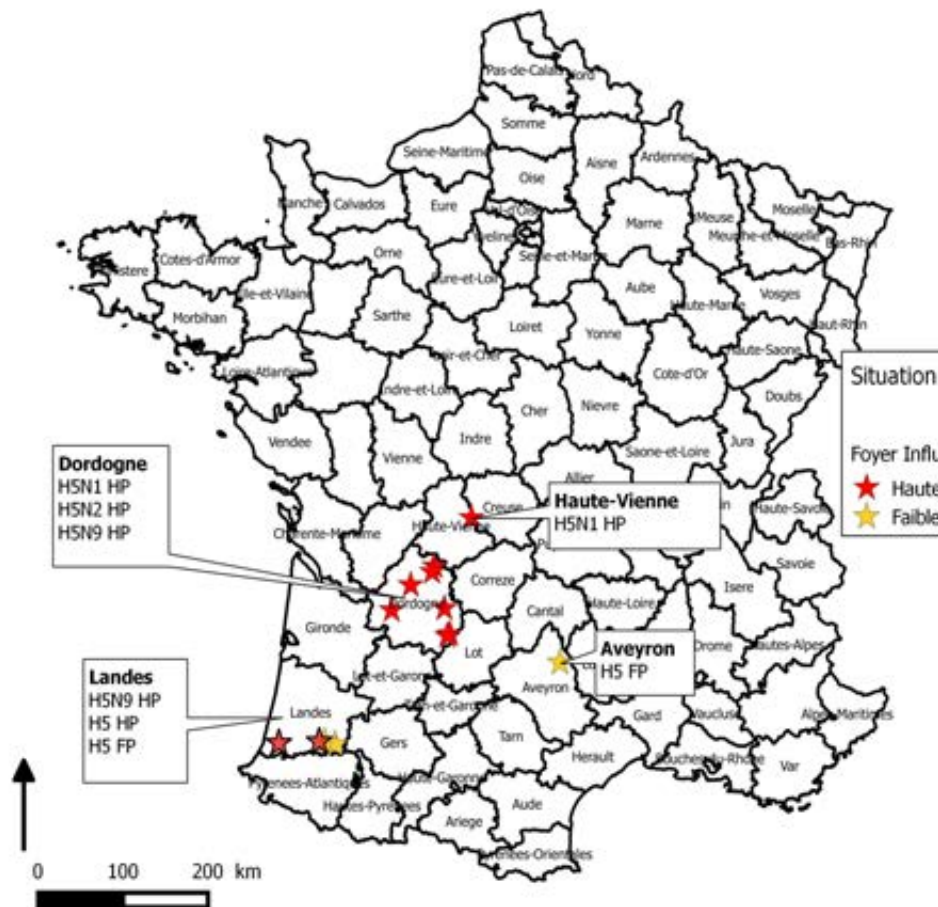 Pas-de-Calais
Nord
Somme
Seine-Maritime
Oise
Aisne
Ardennes
Manche
Calvados
Eure
Marne
Meuse
Moselle
Meurthe-et-Moselle
Bas-Rhin
Orne
Seine-et-Marne
Cotes-d'Armor
Aube
Vosges
Haute-Marne
Haut-Rhin
Morbihan
Sarthe
Loiret
Yonne
Haute-Saone
Loire-Atlantique
Cote-d'Or
Doubs
Cher
Nievre
Vendee
Vienne
Indre
Saone-et-Loire
Jura
Allier
Situation
Foyer Influ
Haute
Faible
Dordogne
H5N1 HP
H5N2 HP
H5N9 HP
Haute-Vienne
H5N1 HP
Creuse
Haute-Vienne
Charente-Maritime
Haute-Savoie
Savoie
Correze
Isere
Dordogne
Cantal
Haute-Loire
Gironde
Lot
Drome
Hautes-Alpes
Aveyron
H5 FP
Landes
H5N9 HP
H5 HP
H5 FP
Lot-et-Garonne
Aveyron
Landes
Tarn-et-Garonne
Gard
Vaucluse
Alpes-Maritimes
Gers
Tarn
Herault
Bouches-du-Rhone
Var
Pyrenees-Atlantiques
Haute-Garonne
Hautes-Pyrenees
Aude
Ariege
Pyrenees-Orientales
0 100 200 km